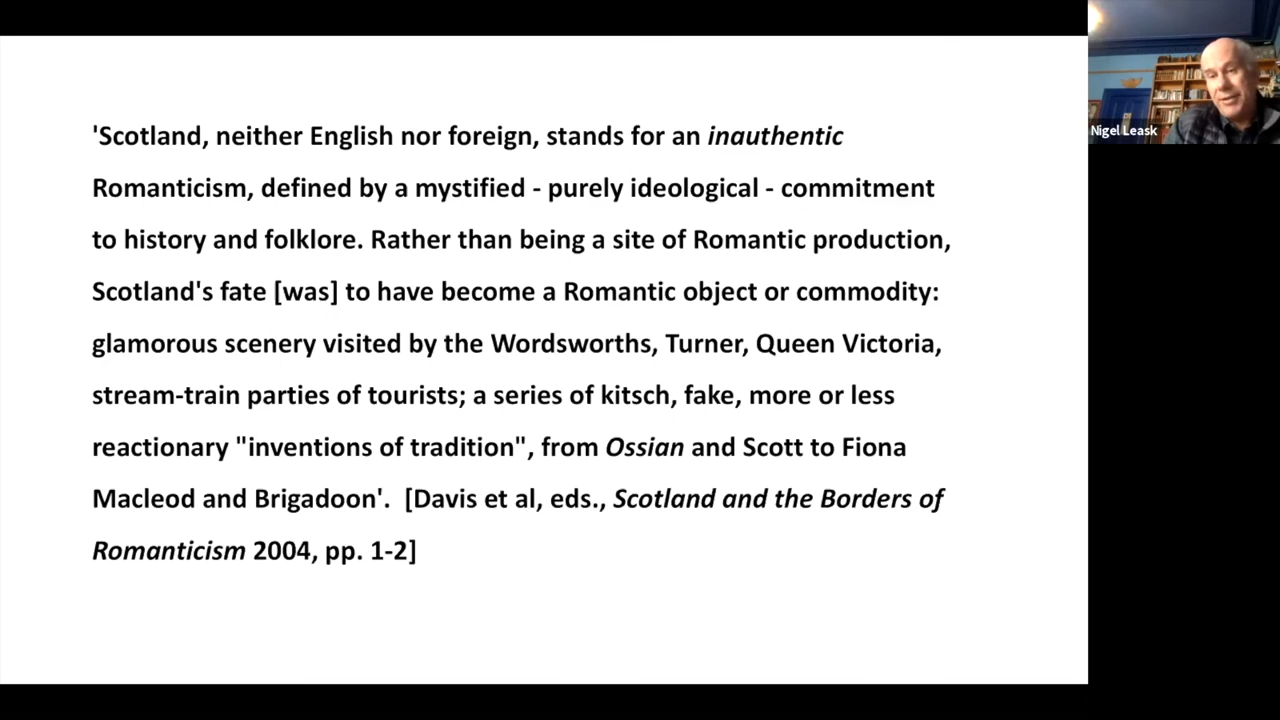 'Scotland, neither English nor foreign, stands for an inauthentic
Romanticism, defined by a mystified - purely ideological - commitment
to history and folklore. Rather than being a site of Romantic production,
Scotland's fate [was] to have become a Romantic object or commodity:
glamorous scenery visited by the Wordsworths, Turner, Queen Victoria,
stream-train parties of tourists; a series of kitsch, fake, more or less
reactionary "inventions of tradition", from Ossian and Scott to Fiona
Macleod and Brigadoon'. [Davis et al, eds., Scotland and the Borders of
Romanticism 2004, pp. 1-2]
Nigel Leask